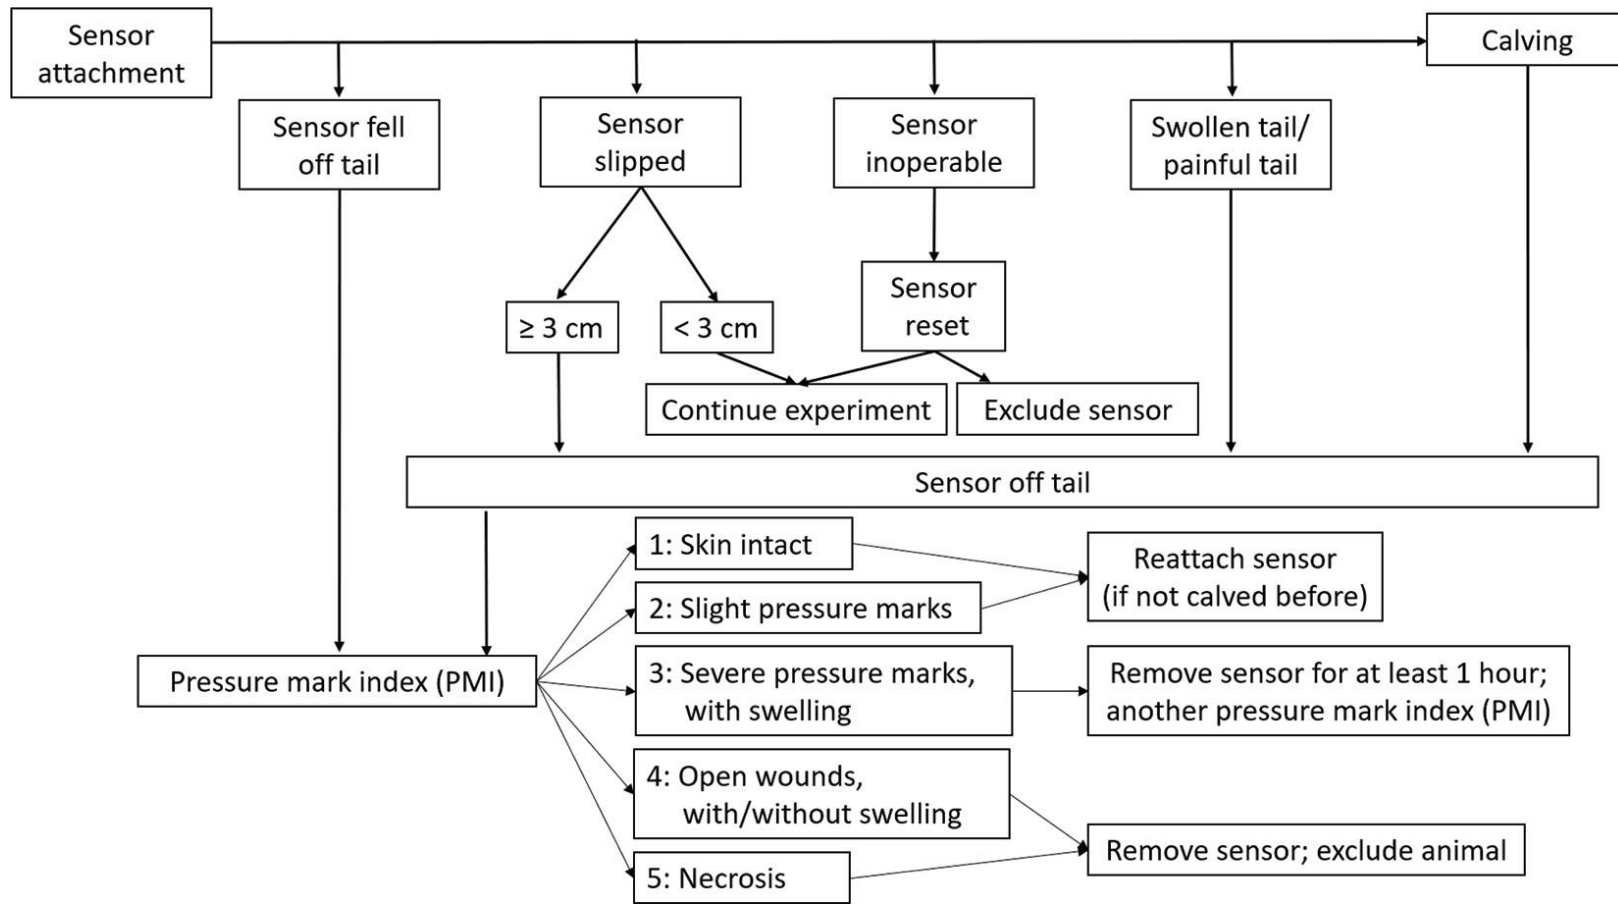 Sensor
attachment
Calving
Sensor fell
off tail
Sensor
slipped
Sensor
inoperable
Swollen tail/
painful tail
Sensor
reset
≥ 3 cm
< 3 cm
Continue experiment
Exclude sensor
Sensor off tail
1: Skin intact
2: Slight pressure marks
Reattach sensor
(if not calved before)
Pressure mark index (PMI)
3: Severe pressure marks,
with swelling
Remove sensor for at least 1 hour;
another pressure mark index (PMI)
4: Open wounds,
with/without swelling
5: Necrosis
Remove sensor; exclude animal